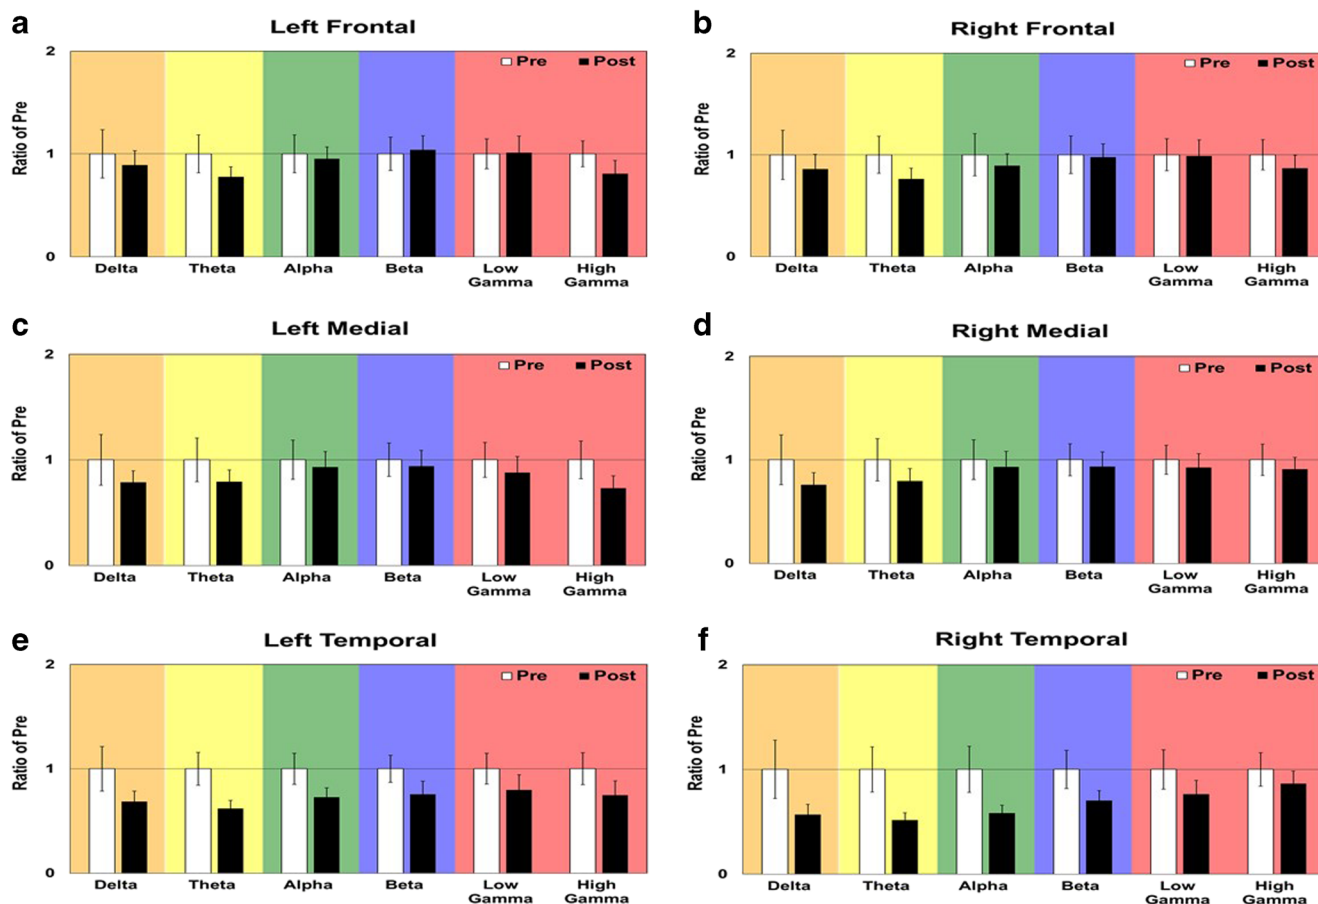 a
Left Frontal
2
Pre Post
Ratio of Pre
1
0
Delta Theta Alpha Beta Low Gamma High Gamma
b
Right Frontal
2
Pre Post
Ratio of Pre
1
0
Delta Theta Alpha Beta Low Gamma High Gamma
c
Left Medial
2
Pre Post
Ratio of Pre
1
0
Delta Theta Alpha Beta Low Gamma High Gamma
d
Right Medial
2
Pre Post
Ratio of Pre
1
0
Delta Theta Alpha Beta Low Gamma High Gamma
e
Left Temporal
2
Pre Post
Ratio of Pre
1
0
Delta Theta Alpha Beta Low Gamma High Gamma
f
Right Temporal
2
Pre Post
Ratio of Pre
1
0
Delta Theta Alpha Beta Low Gamma High Gamma